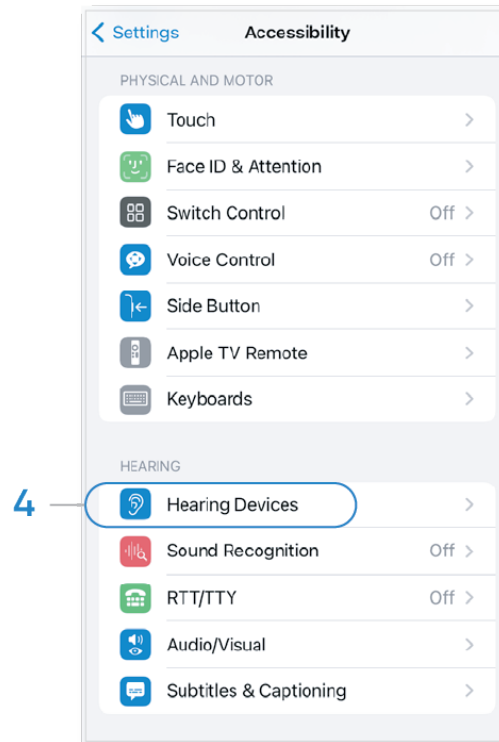 Settings Accessibility
PHYSICAL AND MOTOR
Touch
Face ID & Attention
Switch Control Off
Voice Control Off
Side Button
Apple TV Remote
Keyboards
HEARING
4 Hearing Devices
Sound Recognition Off
RTT/TTY Off
Audio/Visual
Subtitles & Captioning